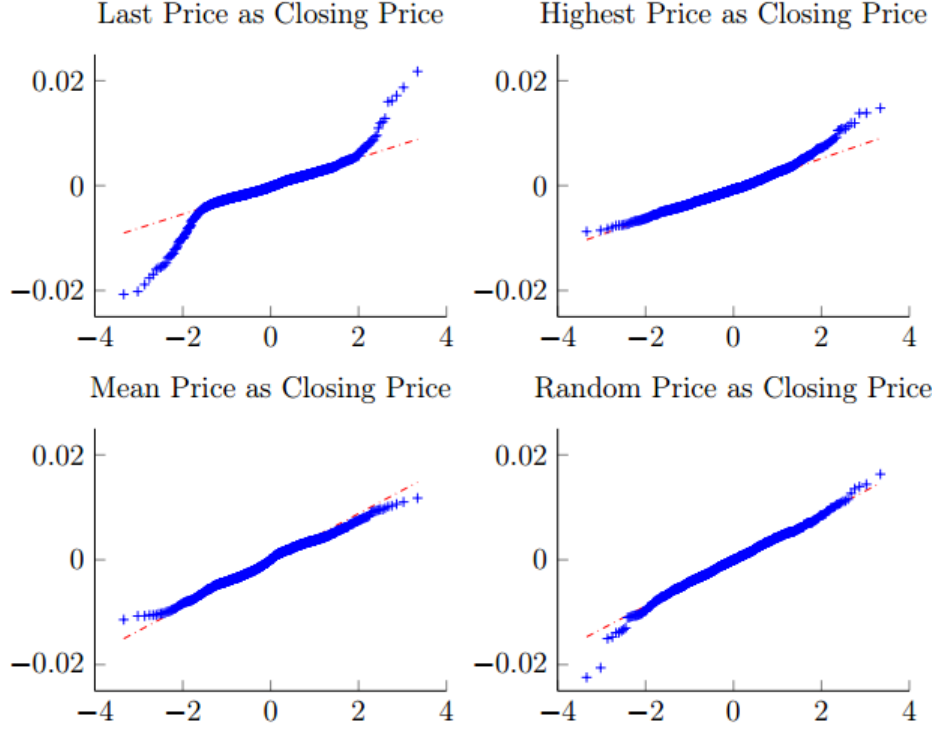 Last Price as Closing Price
0.02
0
−0.02
−4 −2 0 2 4
Highest Price as Closing Price
0.02
0
−0.02
−4 −2 0 2 4
Mean Price as Closing Price
0.02
0
−0.02
−4 −2 0 2 4
Random Price as Closing Price
0.02
0
−0.02
−4 −2 0 2 4